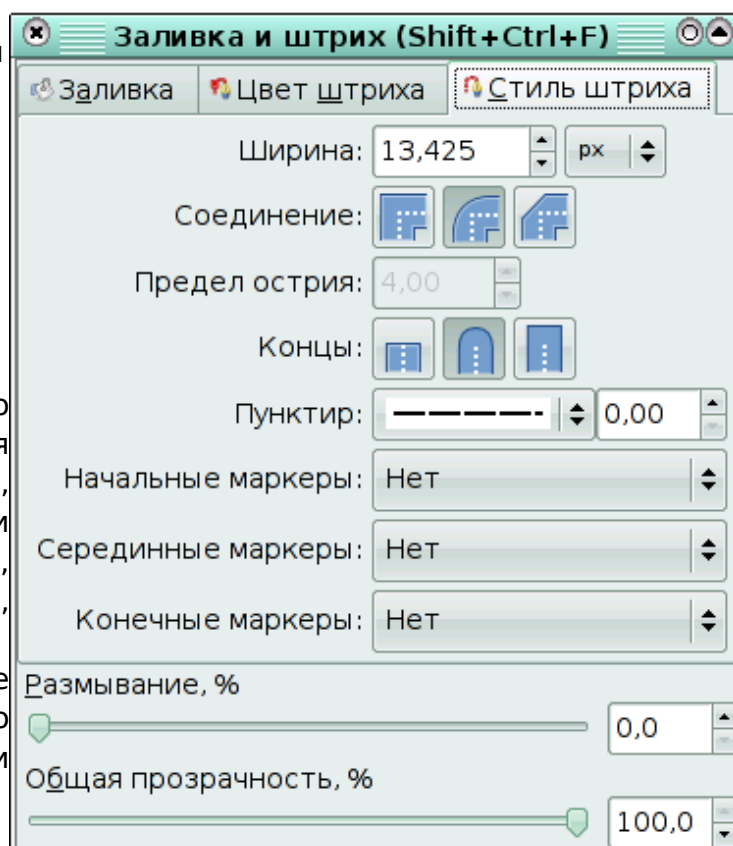 Заливка и штрих (Shift+Ctrl+F)
Заливка Цвет штриха Стиль штриха
Ширина: 13,425 px
Соединение:
Предел острия: 4,00
Концы:
Пунктир: 0,00
Начальные маркеры: Нет
Серединные маркеры: Нет
Конечные маркеры: Нет
Размывание, %
0,0
Общая прозрачность, %
100,0